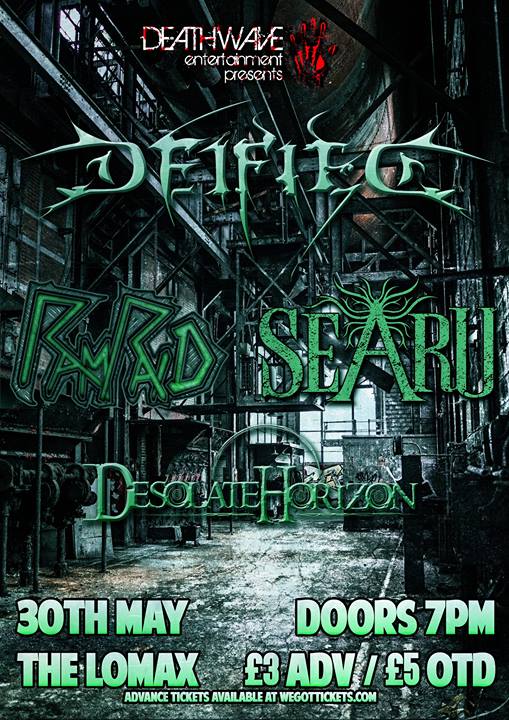 DEATHWAVE
entertainment
presents
DEIFIED
RAMRAID
SEARU
DESOLATE HORIZON
30TH MAY
DOORS 7PM
THE LOMAX
£3 ADV / £5 OTD
ADVANCE TICKETS AVAILABLE AT WEGOTTICKETS.COM